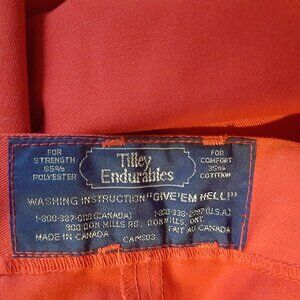 FOR STRENGTH 65% POLYESTER
Tilley Endurables
FOR COMFORT 35% COTTON
WASHING INSTRUCTION "GIVE 'EM HELL!"
(CANADA) (U.S.A.)
900 DON MILLS RD., DON MILLS, ONT.
MADE IN CANADA FAIT AU CANADA